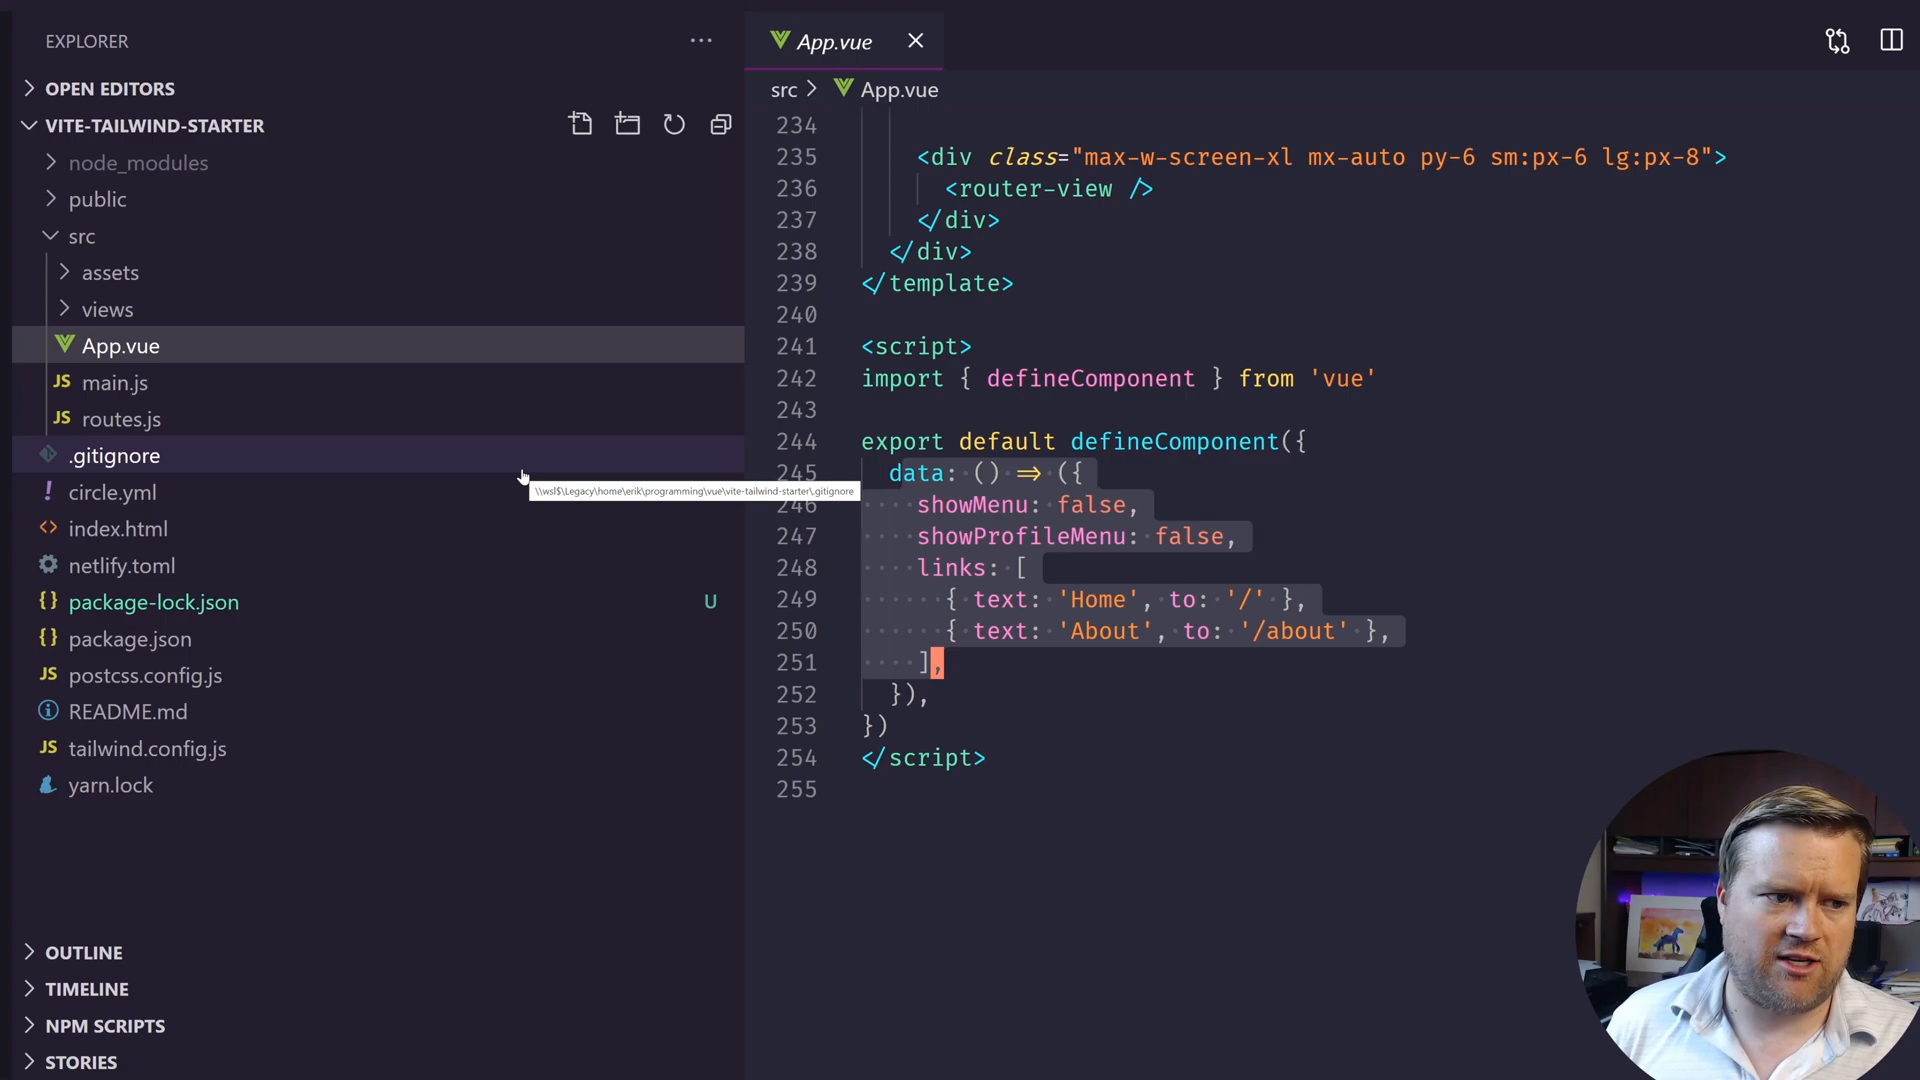 EXPLORER
OPEN EDITORS
VITE-TAILWIND-STARTER
node_modules
public
src
assets
views
App.vue
JS main.js
JS routes.js
.gitignore
! circle.yml
<> index.html
netlify.toml
{} package-lock.json U
{} package.json
JS postcss.config.js
README.md
JS tailwind.config.js
yarn.lock
OUTLINE
TIMELINE
NPM SCRIPTS
STORIES
\\wsl$\Legacy\home\erik\programming\vue\vite-tailwind-starter\.gitignore
App.vue
src > App.vue
234
235 <div class="max-w-screen-xl mx-auto py-6 sm:px-6 lg:px-8">
236 <router-view />
237 </div>
238 </div>
239 </template>
240
241 <script>
242 import { defineComponent } from 'vue'
243
244 export default defineComponent({
245 data: () => ({
246 showMenu: false,
247 showProfileMenu: false,
248 links: [
249 { text: 'Home', to: '/' },
250 { text: 'About', to: '/about' },
251 ],
252 }),
253 })
254 </script>
255